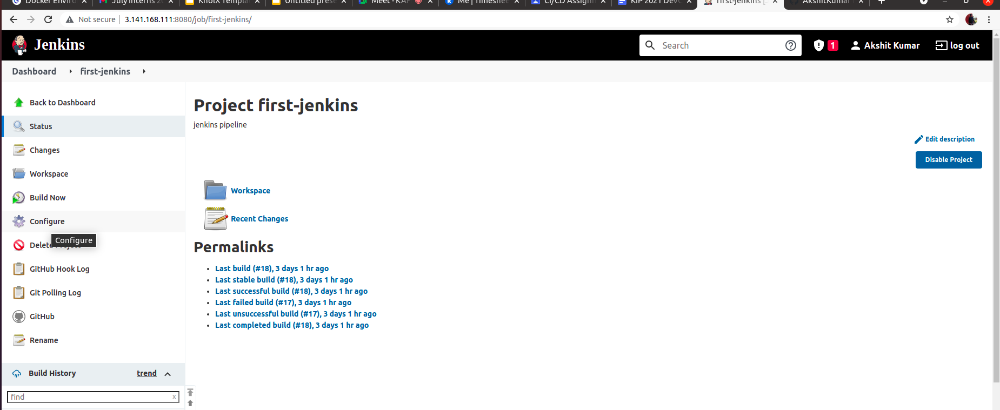 Docker Enviro
July Interns 20
KnolX Templa
Untitled prese
Meet - KAR
Me | Timeshee
CI/CD Assignm
KIP 2021 DevO
first-jenkins [
AkshitKumar
Not secure | 3.141.168.111:8080/job/first-jenkins/
Jenkins
Search
1
Akshit Kumar
log out
Dashboard
first-jenkins
Back to Dashboard
Status
Changes
Workspace
Build Now
Configure
Configure
Delete Project
GitHub Hook Log
Git Polling Log
GitHub
Rename
Build History
trend
find
x
Project first-jenkins
jenkins pipeline
Edit description
Disable Project
Workspace
Recent Changes
Permalinks
Last build (#18), 3 days 1 hr ago
Last stable build (#18), 3 days 1 hr ago
Last successful build (#18), 3 days 1 hr ago
Last failed build (#17), 3 days 1 hr ago
Last unsuccessful build (#17), 3 days 1 hr ago
Last completed build (#18), 3 days 1 hr ago